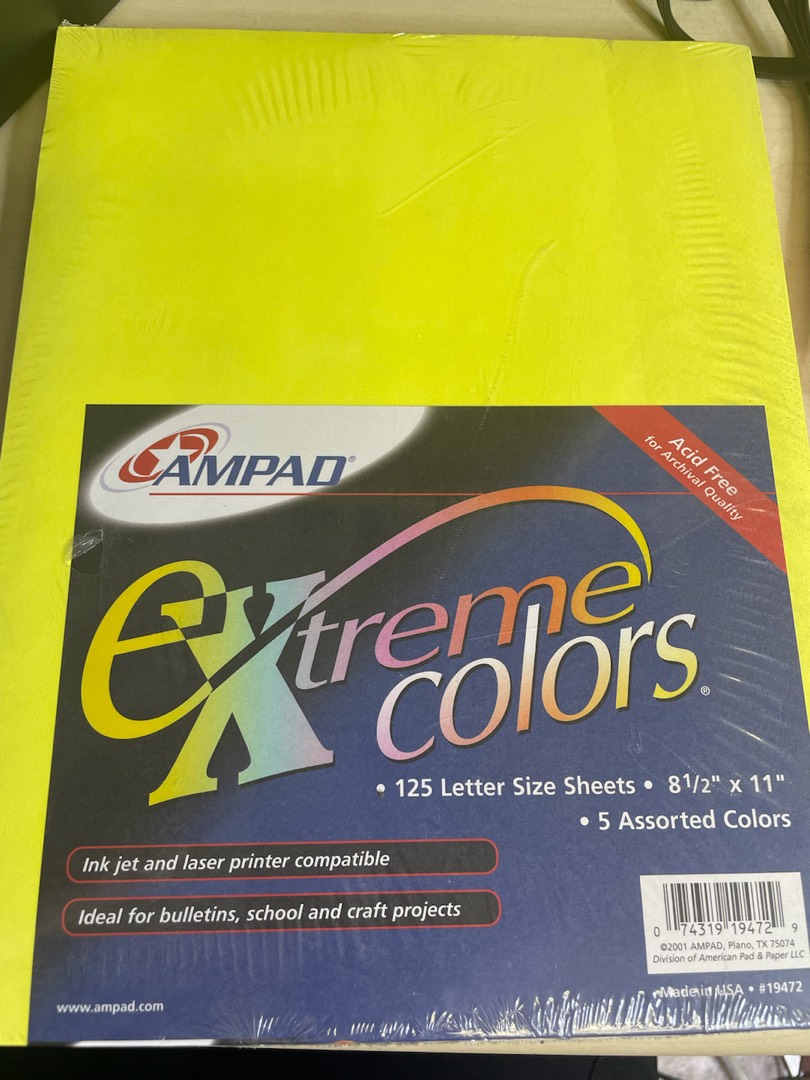 AMPAD®
Acid Free
for Archival Quality
extreme
colors®
• 125 Letter Size Sheets • 8 1/2" x 11"
• 5 Assorted Colors
Ink jet and laser printer compatible
Ideal for bulletins, school and craft projects
0 74319 19472 9
©2001 AMPAD, Plano, TX 75074
Division of American Pad & Paper LLC
www.ampad.com
Made in USA • #19472